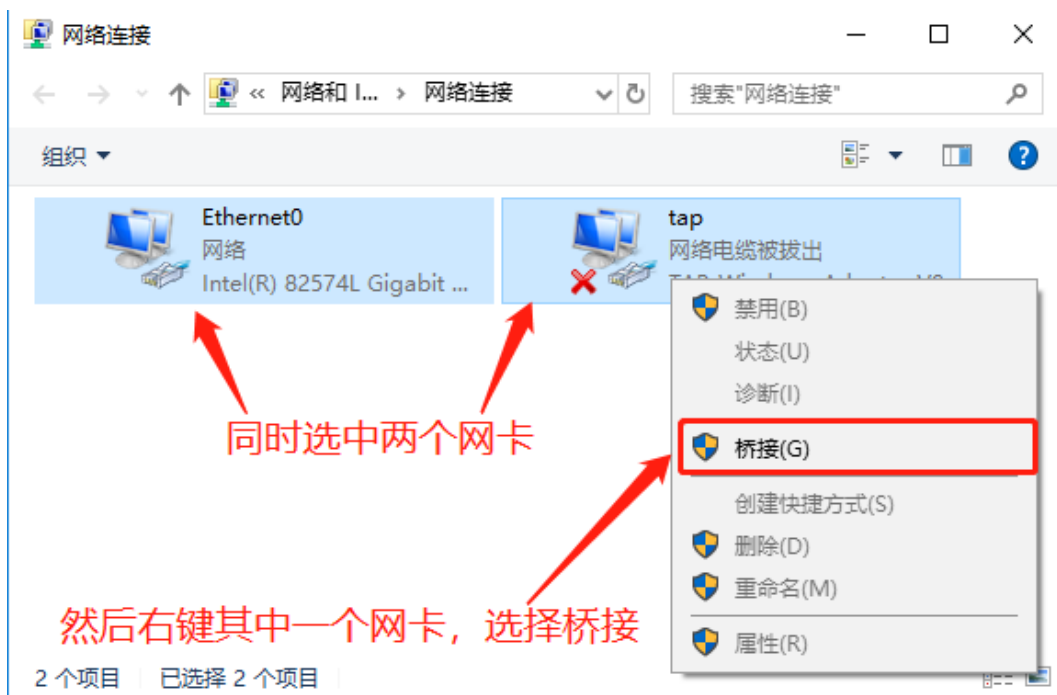 网络连接
« 网络和 I... › 网络连接
搜索"网络连接"
组织
Ethernet0
网络
Intel(R) 82574L Gigabit ...
tap
网络电缆被拔出
禁用(B)
状态(U)
诊断(I)
桥接(G)
创建快捷方式(S)
删除(D)
重命名(M)
属性(R)
同时选中两个网卡
然后右键其中一个网卡，选择桥接
2 个项目
已选择 2 个项目